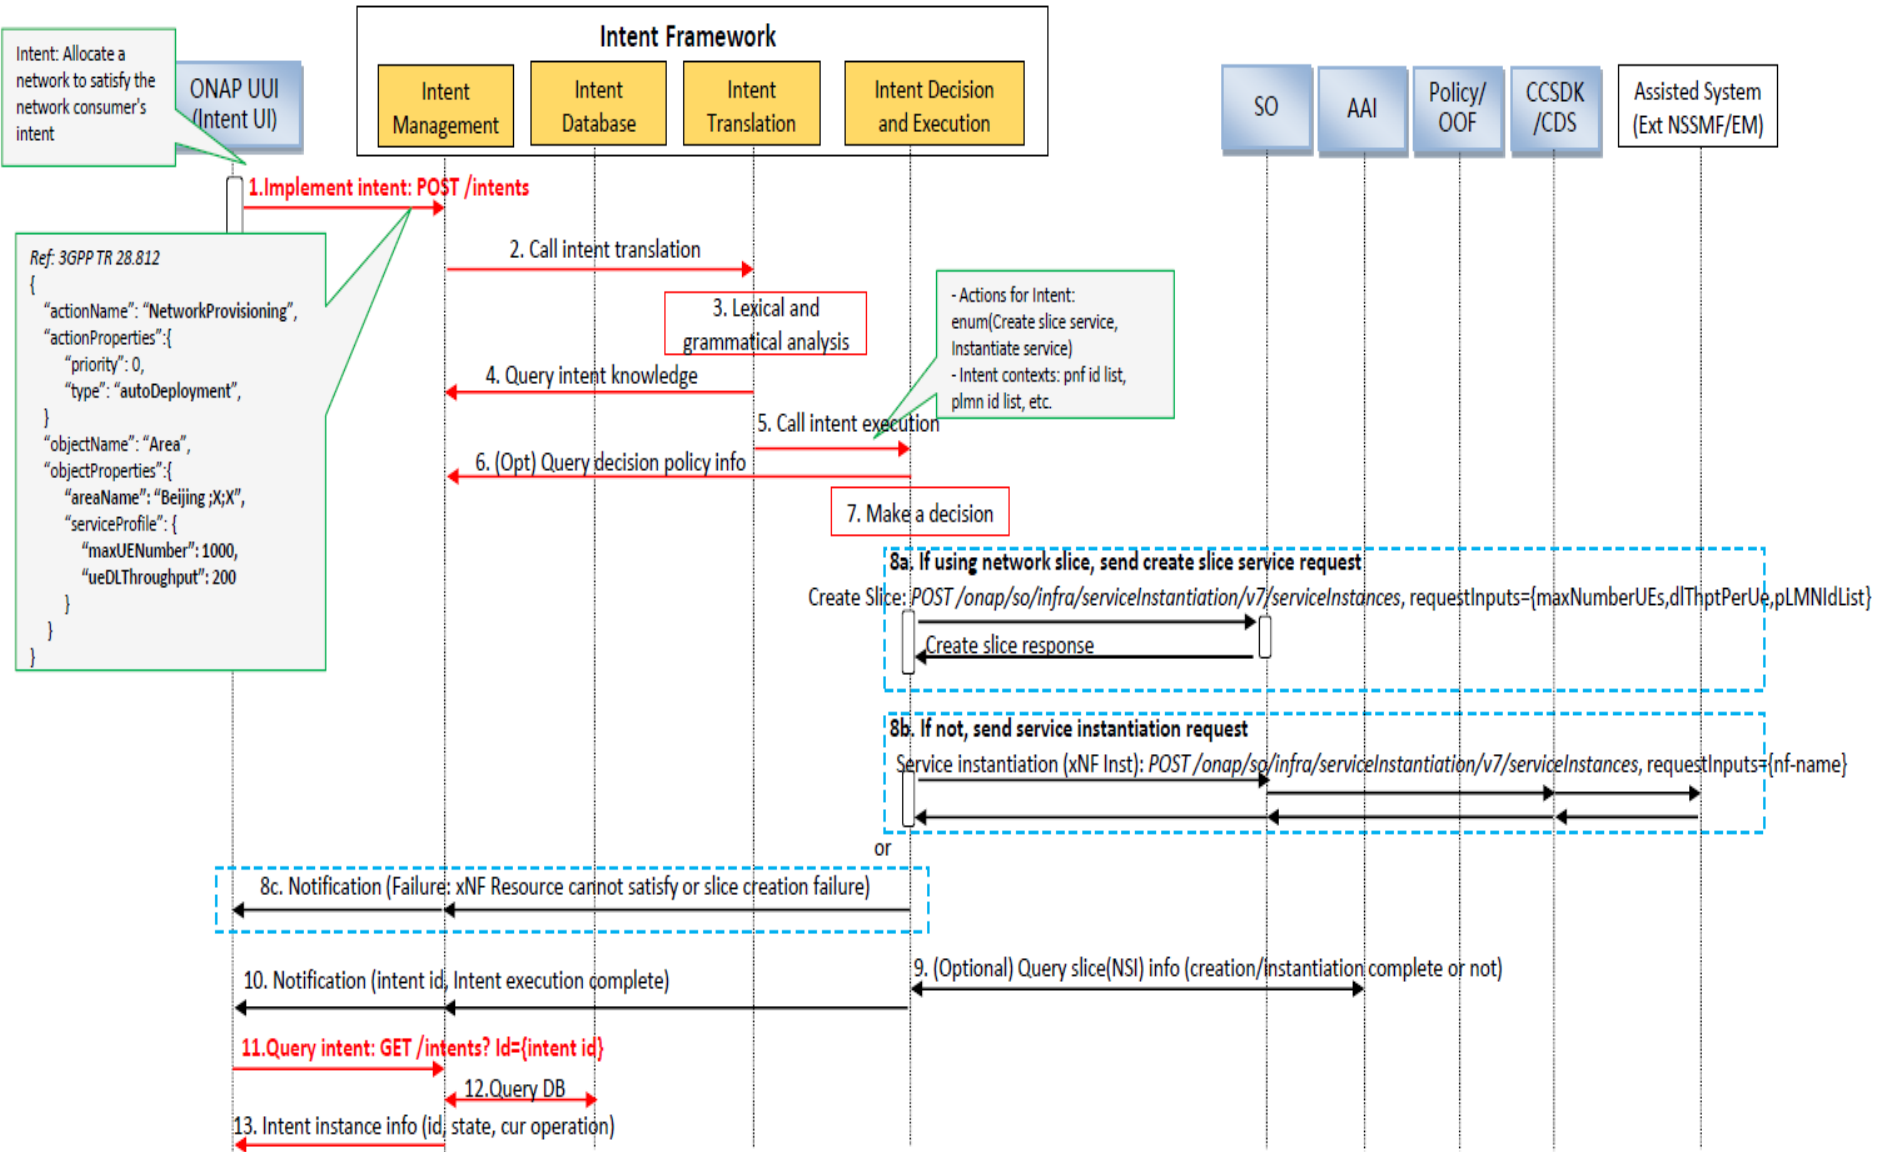 Intent Framework
Intent: Allocate a
network to satisfy the
network consumer's
intent
ONAP UUI
(Intent UI)
Intent
Management
Intent
Database
Intent
Translation
Intent Decision
and Execution
SO
AAI
Policy/
OOF
CCSDK
/CDS
Assisted System
(Ext NSSMF/EM)
1.Implement intent: POST /intents
Ref: 3GPP TR 28.812
{
"actionName": "NetworkProvisioning",
"actionProperties":{
"priority": 0,
"type": "autoDeployment",
}
"objectName": "Area",
"objectProperties":{
"areaName": "Beijing ;X;X",
"serviceProfile": {
"maxUENumber": 1000,
"ueDLThroughput": 200
}
}
}
2. Call intent translation
3. Lexical and
grammatical analysis
- Actions for Intent:
enum(Create slice service,
Instantiate service)
- Intent contexts: pnf id list,
plmn id list, etc.
4. Query intent knowledge
5. Call intent execution
6. (Opt) Query decision policy info
7. Make a decision
8a. If using network slice, send create slice service request
Create Slice: POST /onap/so/infra/serviceInstantiation/v7/serviceInstances, requestInputs={maxNumberUEs,dlThptPerUe,pLMNIdList}
Create slice response
8b. If not, send service instantiation request
Service instantiation (xNF Inst): POST /onap/so/infra/serviceInstantiation/v7/serviceInstances, requestInputs={nf-name}
or
8c. Notification (Failure: xNF Resource cannot satisfy or slice creation failure)
9. (Optional) Query slice(NSI) info (creation/instantiation complete or not)
10. Notification (intent id, Intent execution complete)
11.Query intent: GET /intents? Id={intent id}
12.Query DB
13. Intent instance info (id, state, cur operation)